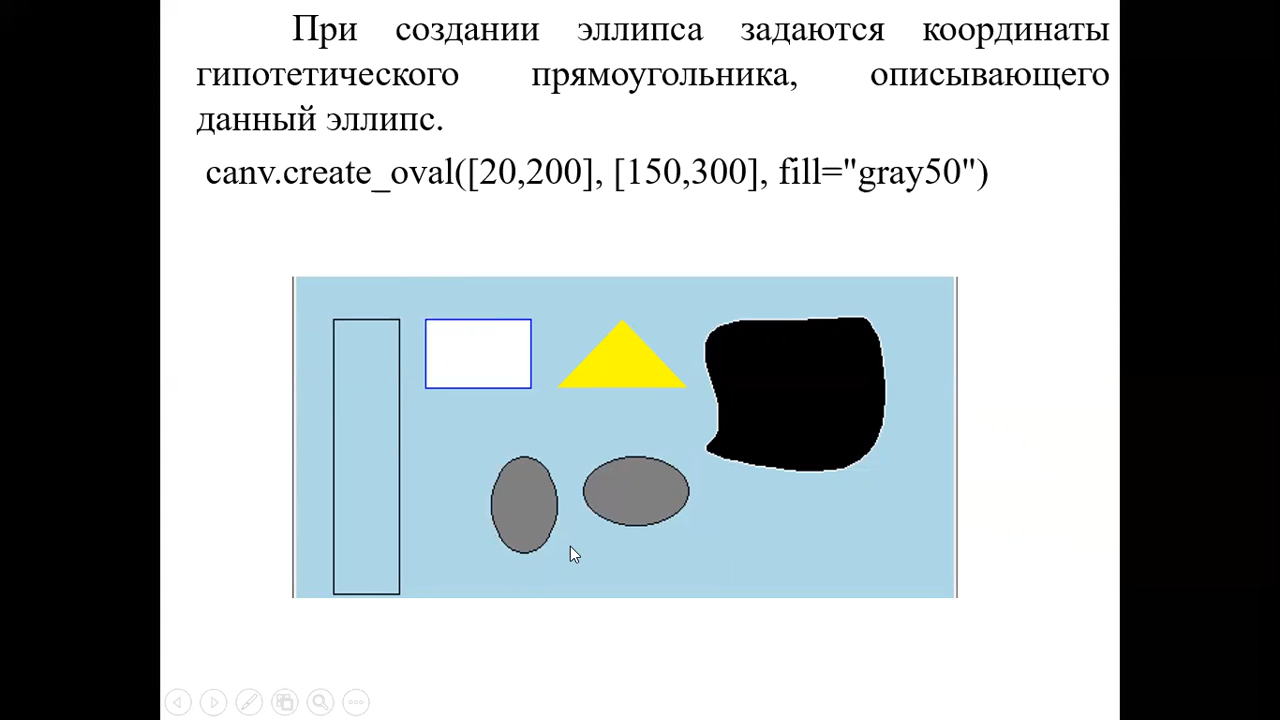 При создании эллипса задаются координаты
гипотетического прямоугольника, описывающего
данный эллипс.
canv.create_oval([20,200], [150,300], fill="gray50")